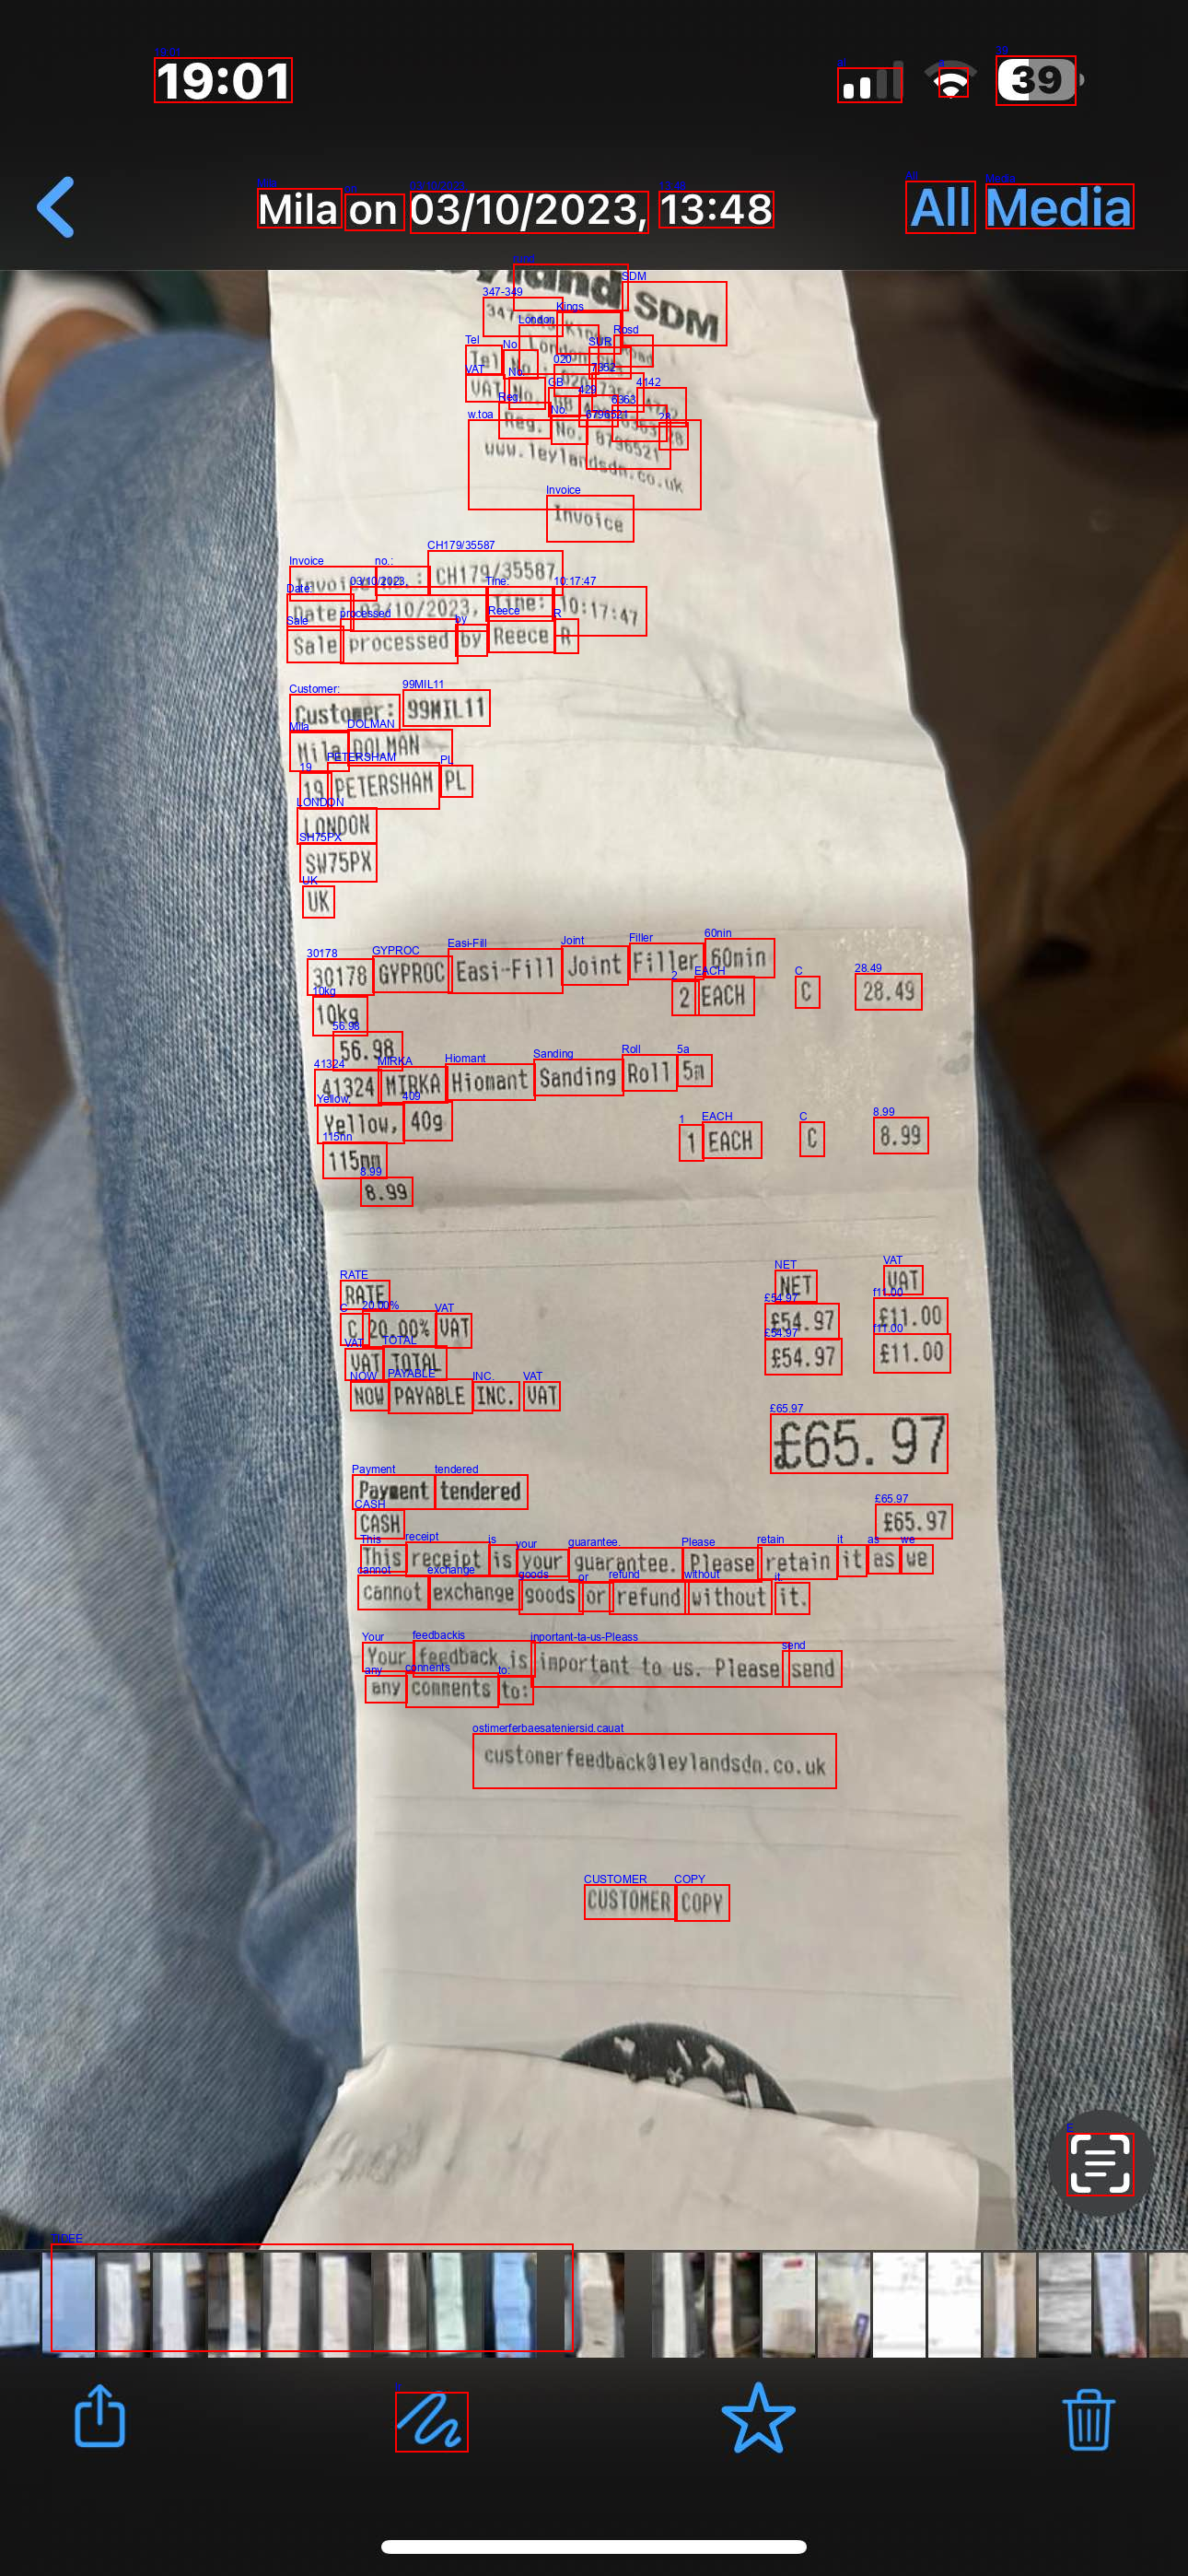 19:01
39
Mila on 03/10/2023, 13:48
All Media
Leyland SDM
347-349 Kings Road
London
Tel No.: 020 7352 4142
VAT No. GB 429 6363 28
Reg. No. 8796521
www.leylandsdm.co.uk
Invoice
Invoice no.: CH179/35587
Date: 03/10/2023, Time: 10:17:47
Sale processed by Reece R
Customer: 99MIL11
Mila DOLMAN
19 PETERSHAM PL
LONDON
SW75PX
UK
30178 GYPROC Easi-Fill Joint Filler 60min
10kg 2 EACH C 28.49
56.98
41324 MIRKA Hiomant Sanding Roll 5m
Yellow, 40g 1 EACH C 8.99
115mm
8.99
RATE NET VAT
C 20.00% VAT £54.97 £11.00
VAT TOTAL £54.97 £11.00
NOW PAYABLE INC. VAT
£65.97
Payment tendered
CASH £65.97
This receipt is your guarantee. Please retain it as we
cannot exchange goods or refund without it.
Your feedback is important to us. Please send
any comments to:
customerfeedback@leylandsdm.co.uk
CUSTOMER COPY